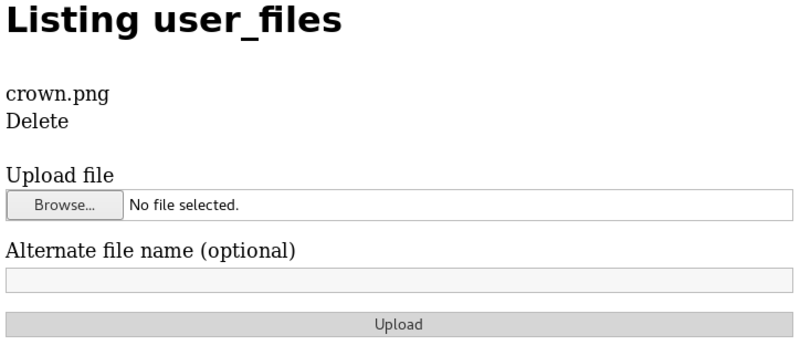 Listing user_files
crown.png
Delete
Upload file
Browse... No file selected.
Alternate file name (optional)
Upload